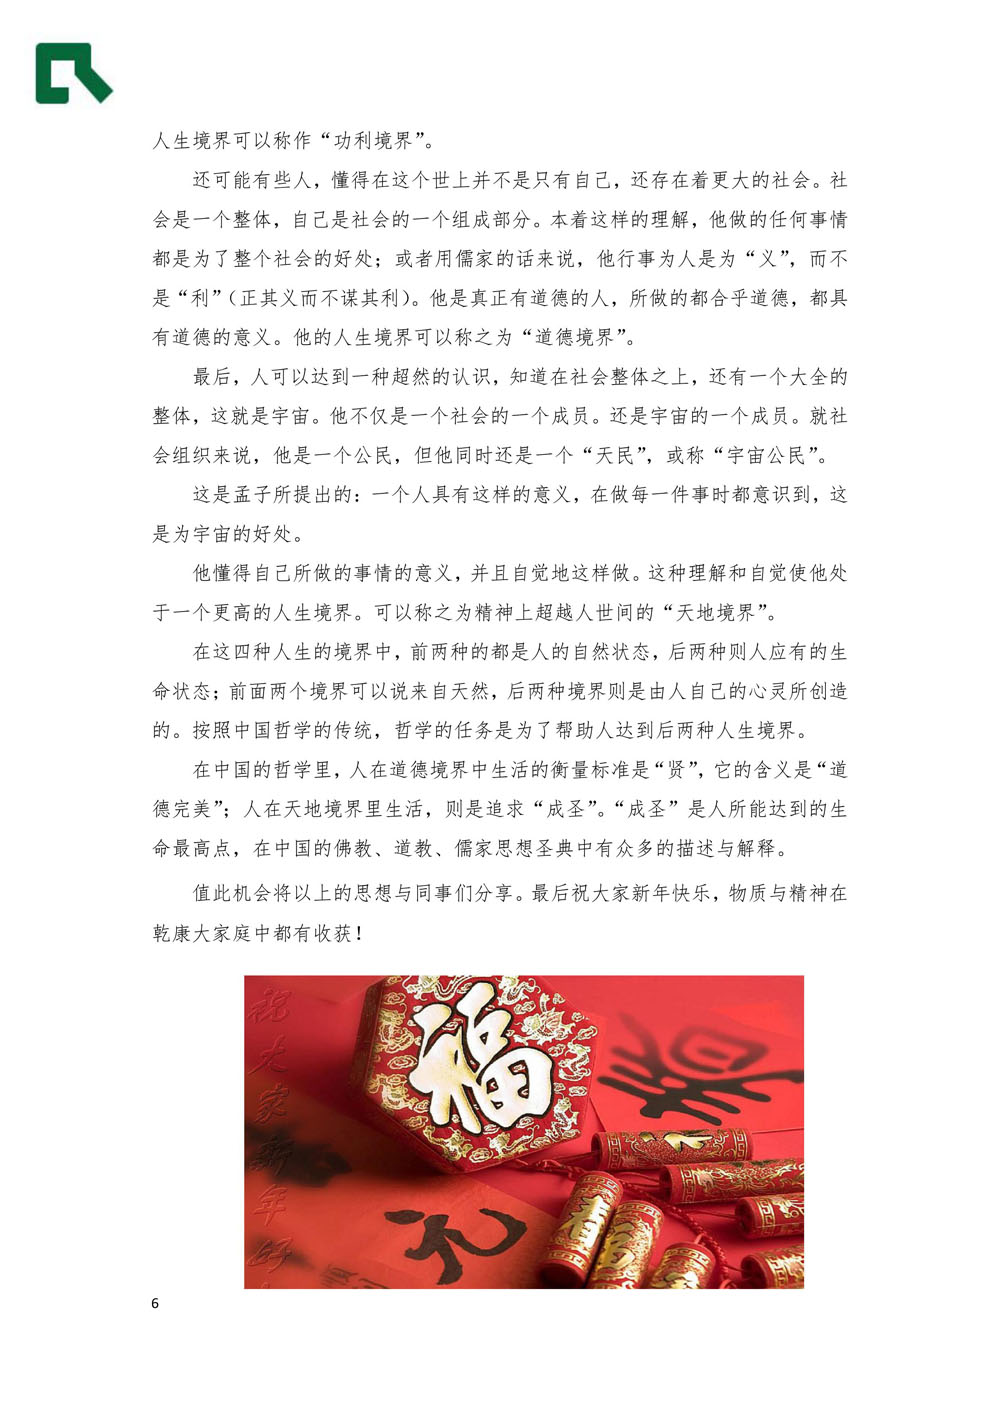 人生境界可以称作“功利境界”。
还可能有些人，懂得在这个世上并不是只有自己，还存在着更大的社会。社
会是一个整体，自己是社会的一个组成部分。本着这样的理解，他做的任何事情
都是为了整个社会的好处；或者用儒家的话来说，他行事为人是为“义”，而不
是“利”（正其义而不谋其利）。他是真正有道德的人，所做的都合乎道德，都具
有道德的意义。他的人生境界可以称之为“道德境界”。
最后，人可以达到一种超然的认识，知道在社会整体之上，还有一个大全的
整体，这就是宇宙。他不仅是一个社会的一个成员。还是宇宙的一个成员。就社
会组织来说，他是一个公民，但他同时还是一个“天民”，或称“宇宙公民”。
这是孟子所提出的：一个人具有这样的意义，在做每一件事时都意识到，这
是为宇宙的好处。
他懂得自己所做的事情的意义，并且自觉地这样做。这种理解和自觉使他处
于一个更高的人生境界。可以称之为精神上超越人世间的“天地境界”。
在这四种人生的境界中，前两种的都是人的自然状态，后两种则人应有的生
命状态；前面两个境界可以说来自天然，后两种境界则是由人自己的心灵所创造
的。按照中国哲学的传统，哲学的任务是为了帮助人达到后两种人生境界。
在中国的哲学里，人在道德境界中生活的衡量标准是“贤”，它的含义是“道
德完美”；人在天地境界里生活，则是追求“成圣”。“成圣”是人所能达到的生
命最高点，在中国的佛教、道教、儒家思想圣典中有众多的描述与解释。
值此机会将以上的思想与同事们分享。最后祝大家新年快乐，物质与精神在
乾康大家庭中都有收获！
祝大家新年好
福
春
元
6